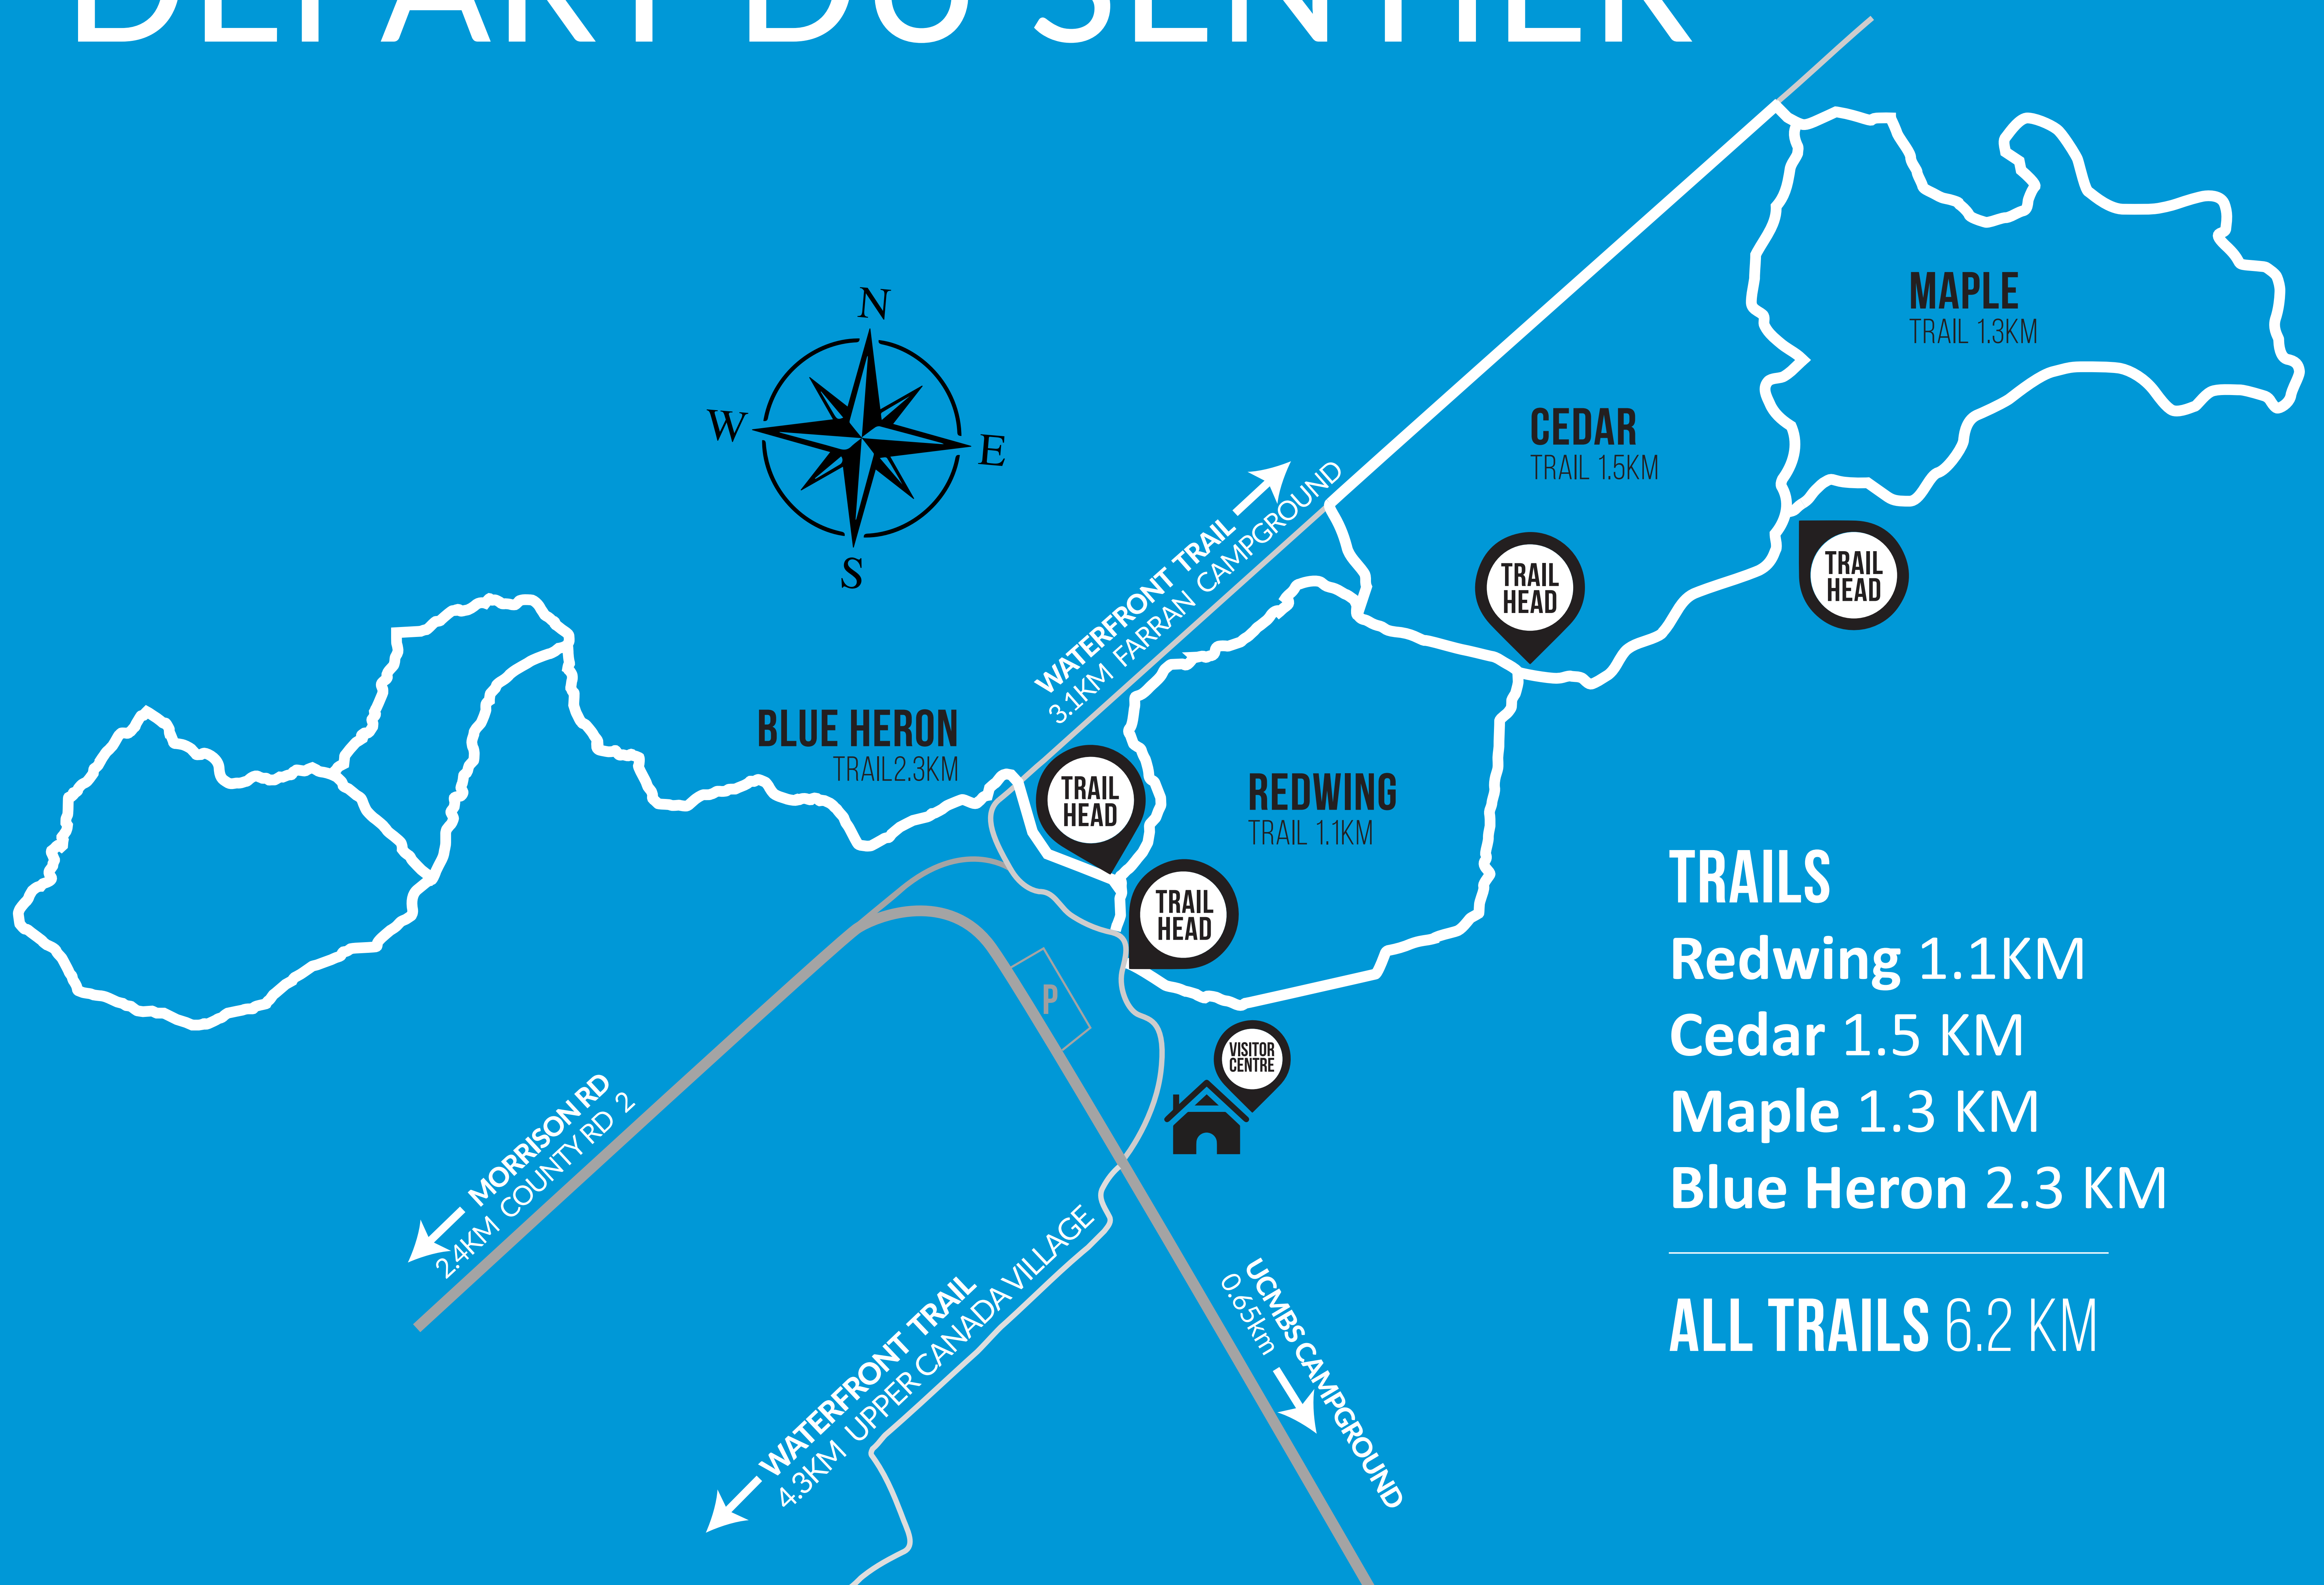 DÉPART DU SENTIER
N
W
E
S
MAPLE
TRAIL 1.3KM
CEDAR
TRAIL 1.5KM
WATERFRONT TRAIL
3.1KM FARRAN CAMPGROUND
TRAIL
HEAD
TRAIL
HEAD
BLUE HERON
TRAIL2.3KM
TRAIL
HEAD
REDWING
TRAIL 1.1KM
TRAIL
HEAD
P
VISITOR
CENTRE
MORRISON RD
2.4KM COUNTY RD 2
WATERFRONT TRAIL
4.3KM UPPER CANADA VILLAGE
UCMBS CAMPGROUND
0.65km
TRAILS
Redwing 1.1KM
Cedar 1.5 KM
Maple 1.3 KM
Blue Heron 2.3 KM
ALL TRAILS 6.2 KM